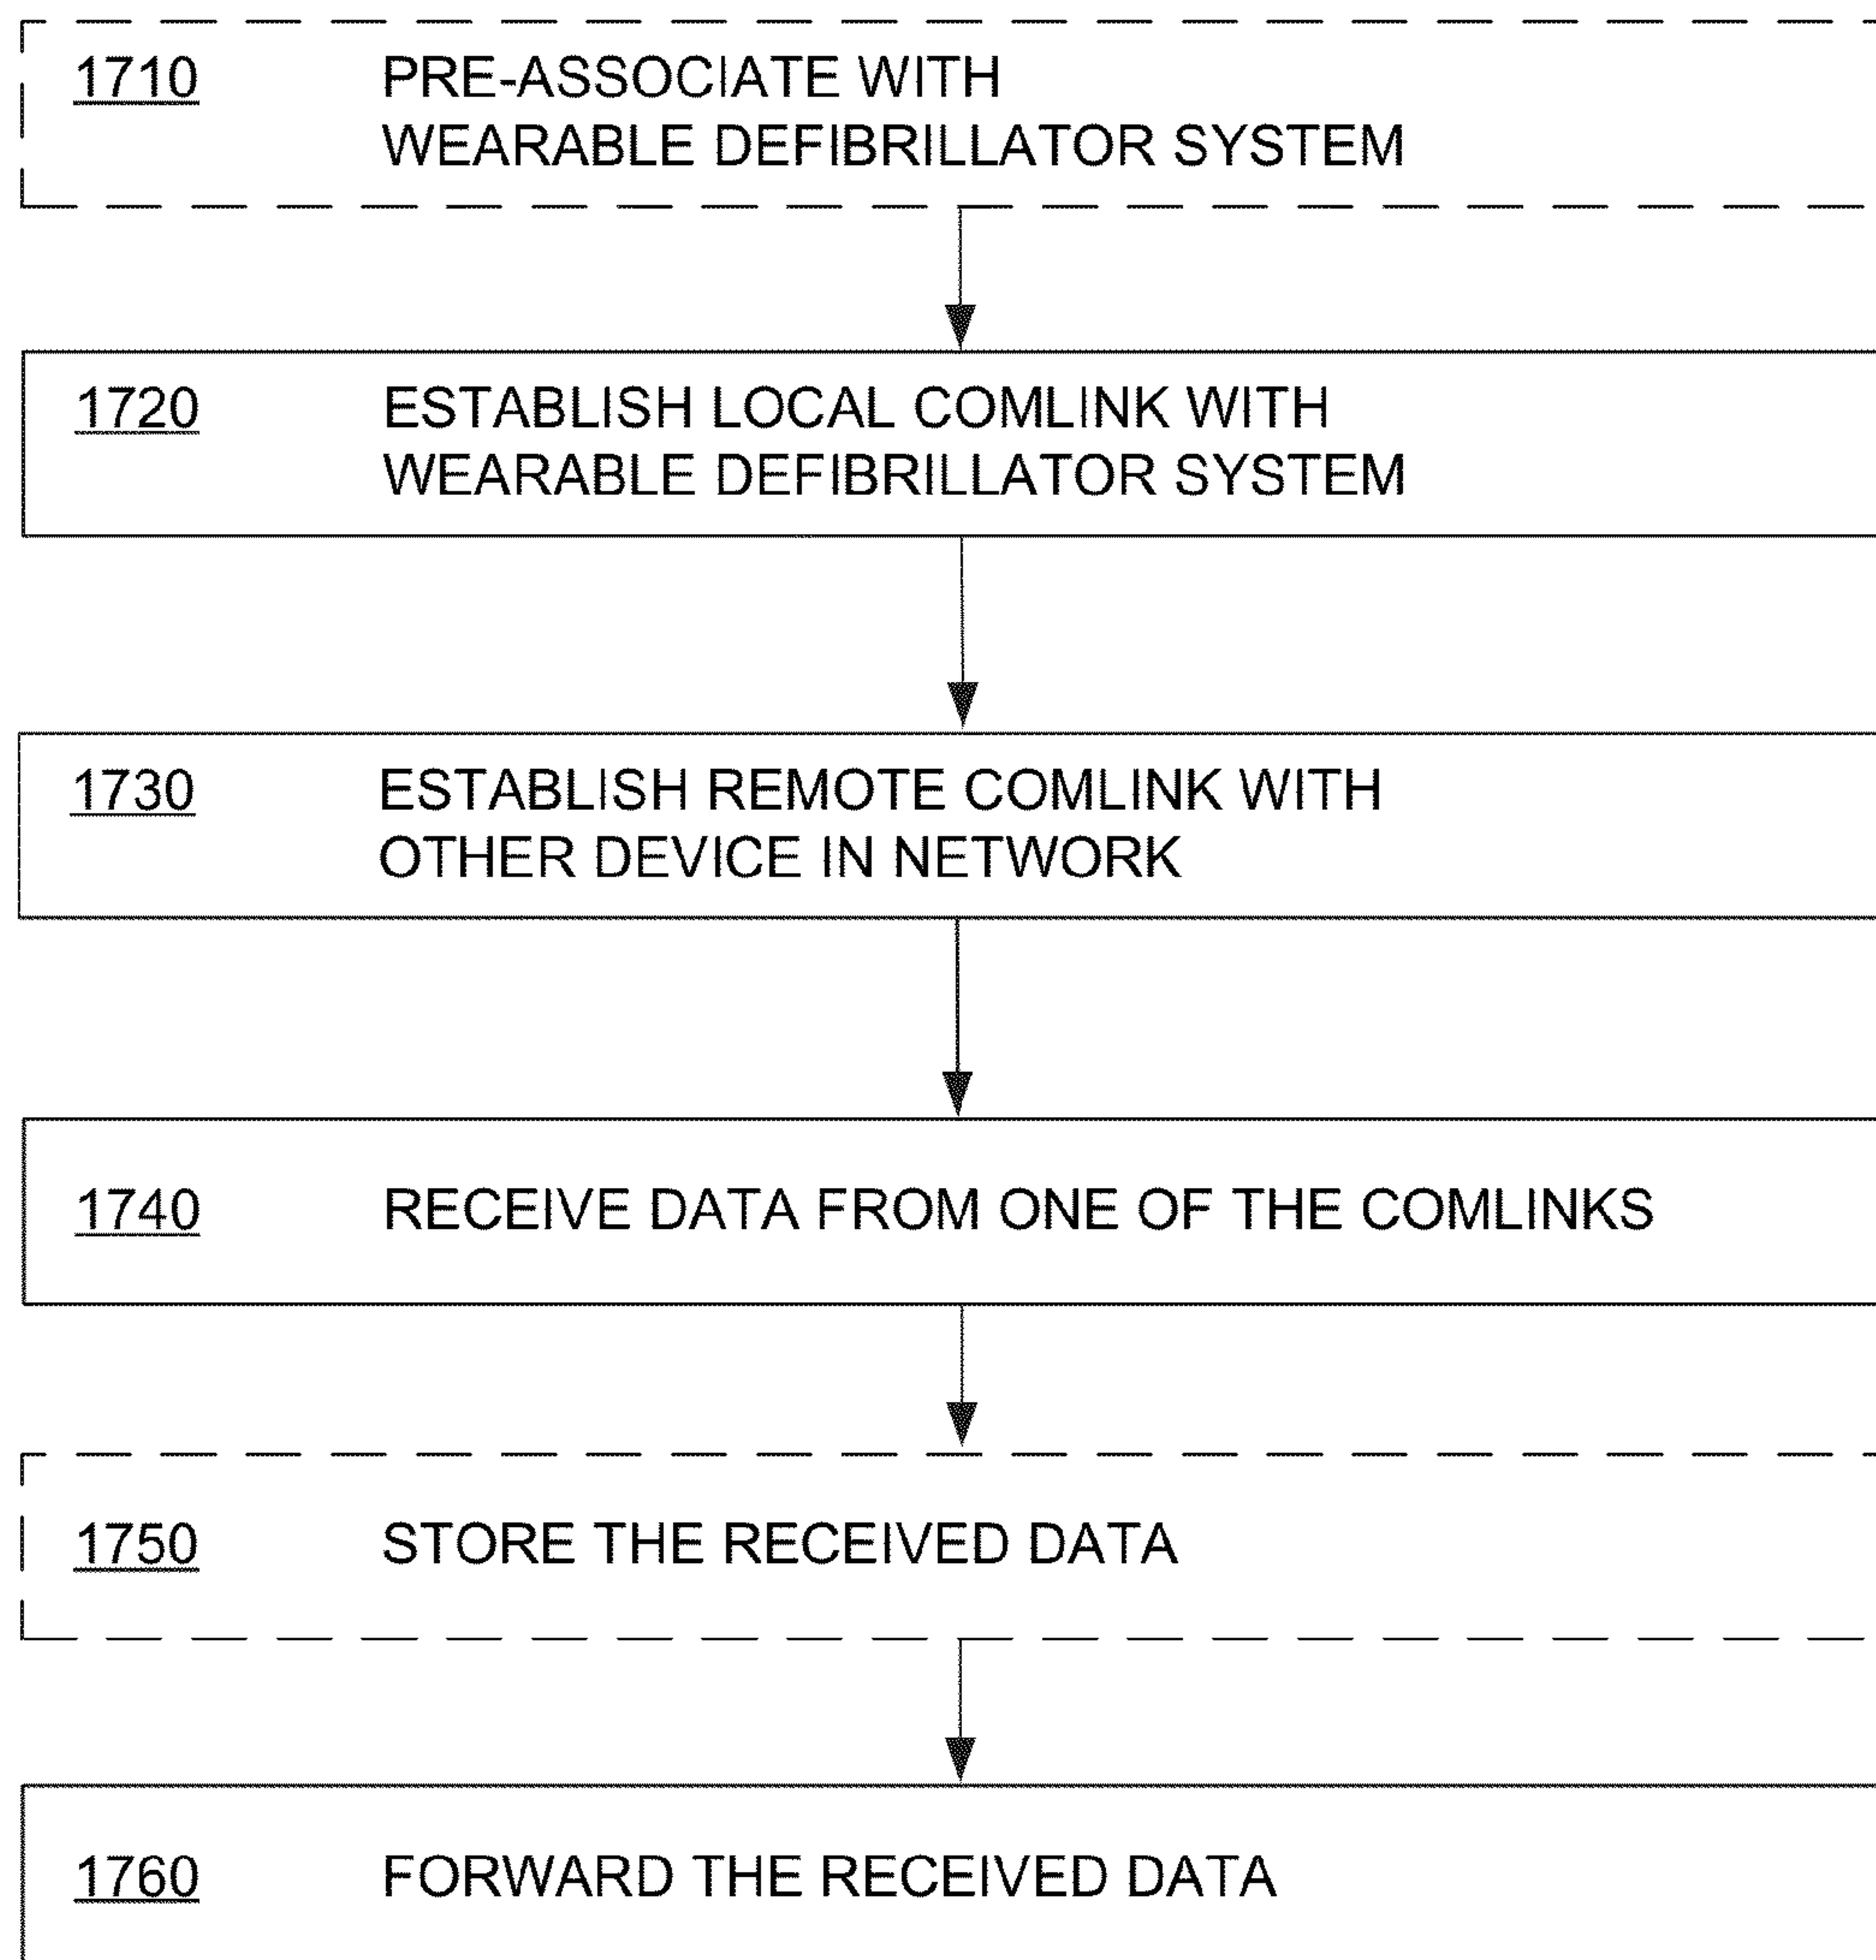 1710 PRE-ASSOCIATE WITH
WEARABLE DEFIBRILLATOR SYSTEM
1720 ESTABLISH LOCAL COMLINK WITH
WEARABLE DEFIBRILLATOR SYSTEM
1730 ESTABLISH REMOTE COMLINK WITH
OTHER DEVICE IN NETWORK
1740 RECEIVE DATA FROM ONE OF THE COMLINKS
1750 STORE THE RECEIVED DATA
1760 FORWARD THE RECEIVED DATA